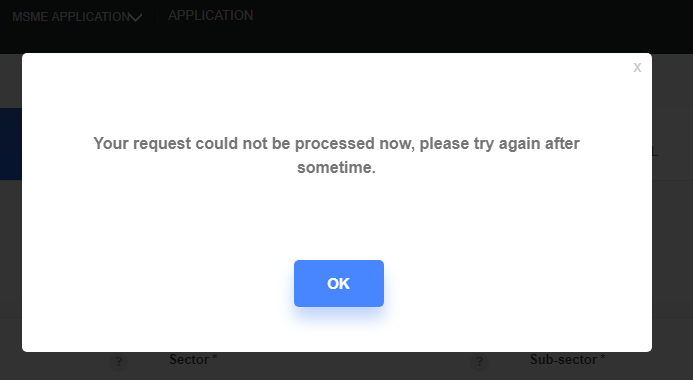 MSME APPLICATION
APPLICATION
x
Your request could not be processed now, please try again after
sometime.
OK
?
Sector *
?
Sub-sector *